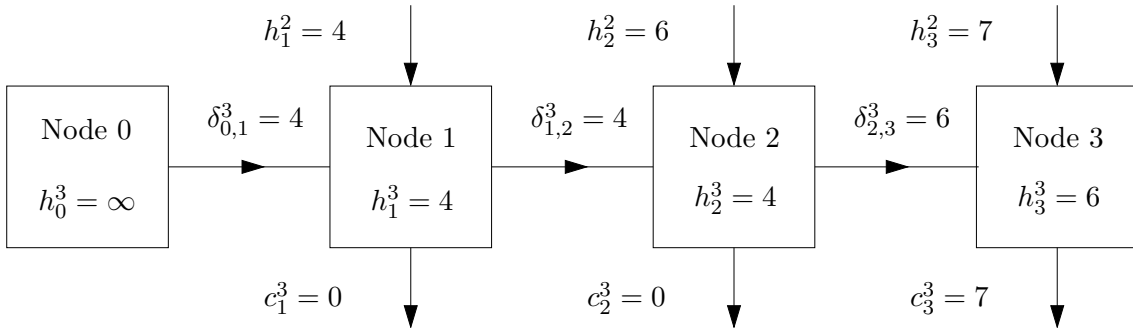 h_1^2 = 4
h_2^2 = 6
h_3^2 = 7
δ_{0,1}^3 = 4
δ_{1,2}^3 = 4
δ_{2,3}^3 = 6
Node 0
Node 1
Node 2
Node 3
h_0^3 = ∞
h_1^3 = 4
h_2^3 = 4
h_3^3 = 6
c_1^3 = 0
c_2^3 = 0
c_3^3 = 7